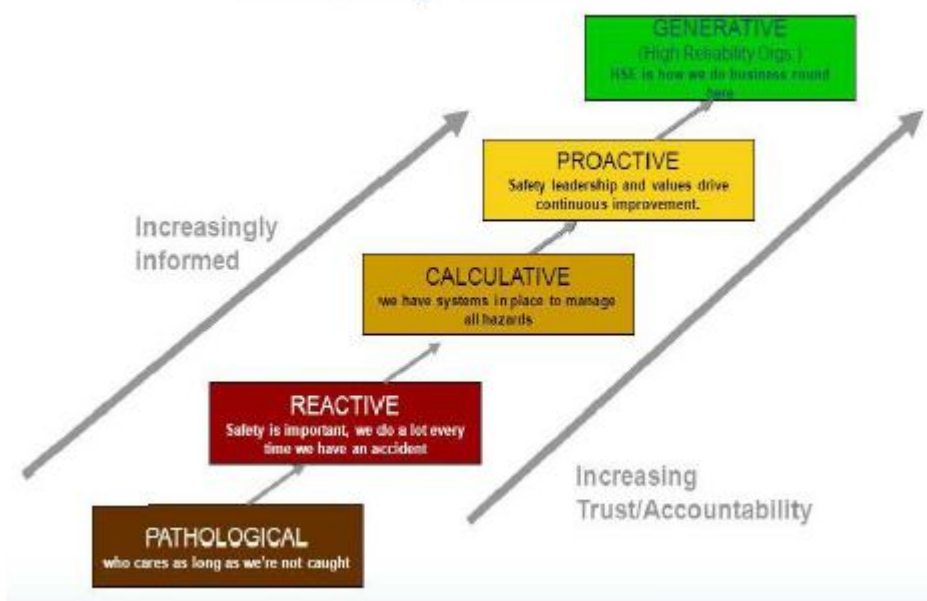 GENERATIVE
(High Reliability Orgs.)
HSE is how we do business round
here
PROACTIVE
Safety leadership and values drive
continuous improvement.
Increasingly
informed
CALCULATIVE
we have systems in place to manage
all hazards
REACTIVE
Safety is important, we do a lot every
time we have an accident
Increasing
Trust/Accountability
PATHOLOGICAL
who cares as long as we're not caught